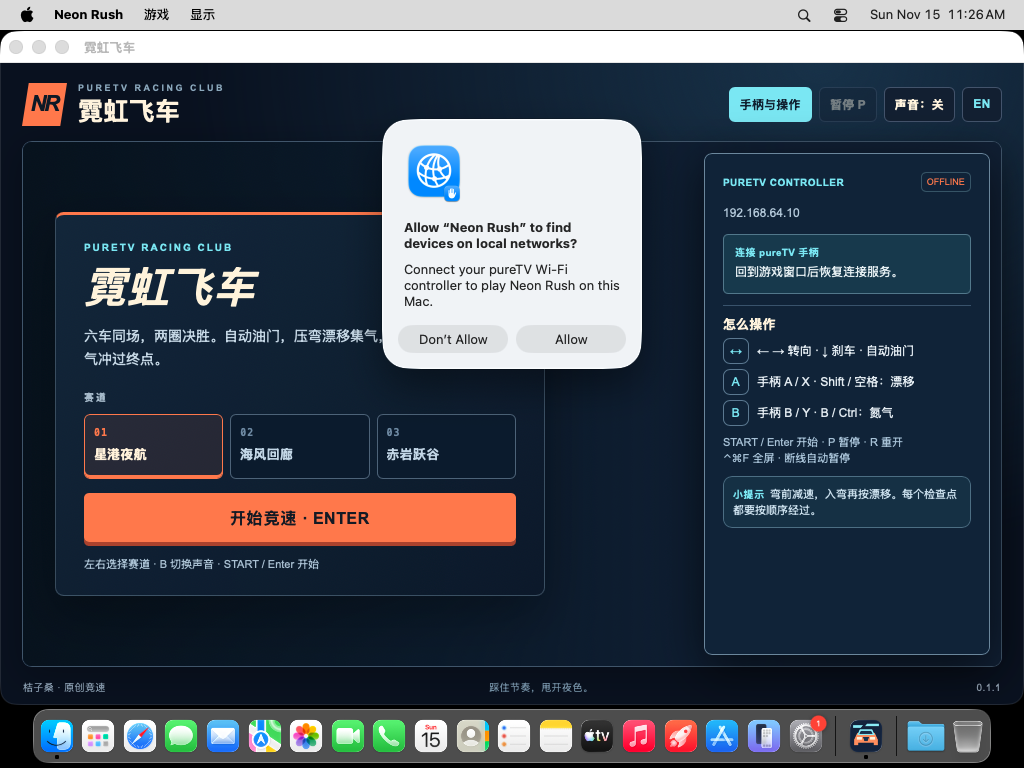 Neon Rush 游戏 显示 Sun Nov 15 11:26 AM
霓虹飞车
NR
PURETV RACING CLUB
霓虹飞车
手柄与操作
暂停 P
声音：关
EN
Allow “Neon Rush” to find
devices on local networks?
Connect your pureTV Wi-Fi
controller to play Neon Rush on this
Mac.
Don’t Allow
Allow
PURETV RACING CLUB
霓虹飞车
六车同场，两圈决胜。自动油门，压弯漂移集气，
气冲过终点。
赛道
01
星港夜航
02
海风回廊
03
赤岩跃谷
开始竞速 · ENTER
左右选择赛道 · B 切换声音 · START / Enter 开始
PURETV CONTROLLER
OFFLINE
192.168.64.10
连接 pureTV 手柄
回到游戏窗口后恢复连接服务。
怎么操作
↔ ←→ 转向 · ↓ 刹车 · 自动油门
A 手柄 A / X · Shift / 空格：漂移
B 手柄 B / Y · B / Ctrl：氮气
START / Enter 开始 · P 暂停 · R 重开
^⌘F 全屏 · 断线自动暂停
小提示 弯前减速，入弯再按漂移。每个检查点
都要按顺序经过。
桔子桑 · 原创竞速
踩住节奏，甩开夜色。
0.1.1
Sun
15
tv
1